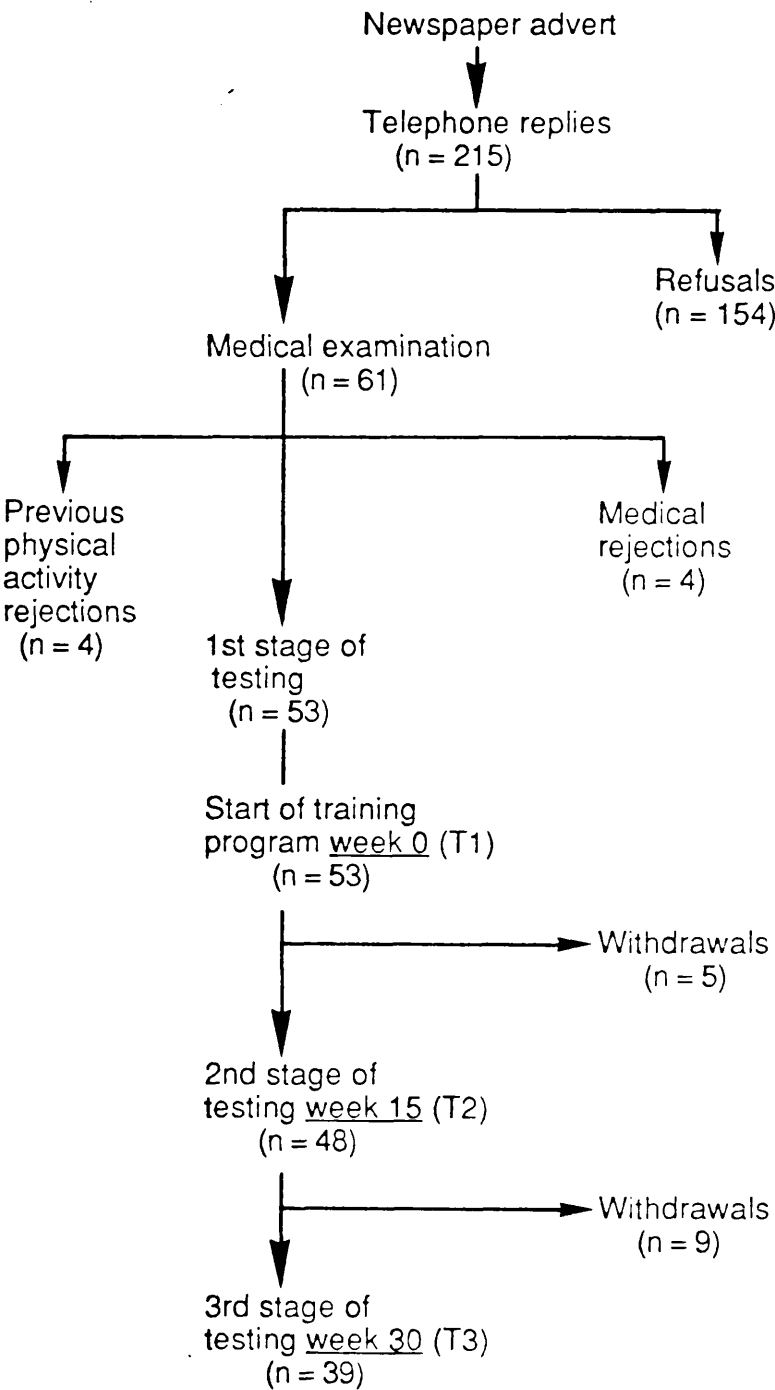 Newspaper advert
Telephone replies
(n = 215)
Refusals
(n = 154)
Medical examination
(n = 61)
Previous
physical
activity
rejections
(n = 4)
Medical
rejections
(n = 4)
1st stage of
testing
(n = 53)
Start of training
program week 0 (T1)
(n = 53)
Withdrawals
(n = 5)
2nd stage of
testing week 15 (T2)
(n = 48)
Withdrawals
(n = 9)
3rd stage of
testing week 30 (T3)
(n = 39)